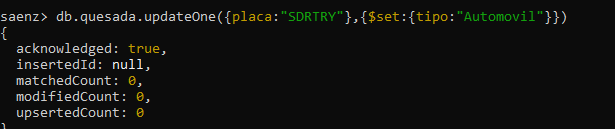 saenz> db.quesada.updateOne({placa:"SDRTRY"},{$set:{tipo:"Automovil"}})
{
  acknowledged: true,
  insertedId: null,
  matchedCount: 0,
  modifiedCount: 0,
  upsertedCount: 0
}